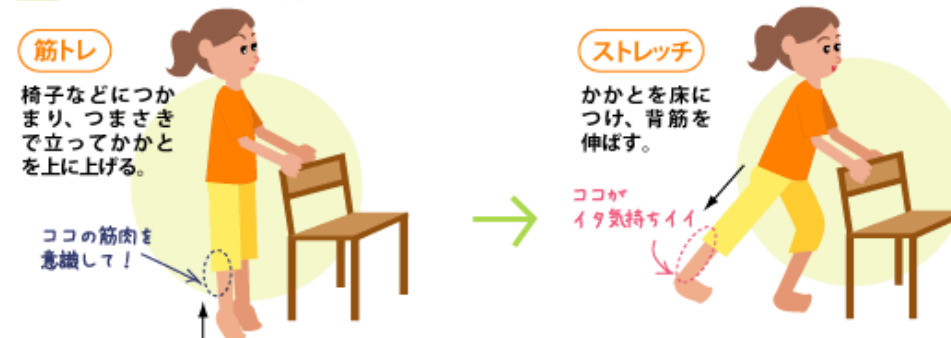 筋トレ
椅子などにつか
まり、つまさき
で立ってかかと
を上に上げる。
ココの筋肉を
意識して！
ストレッチ
かかとを床に
つけ、背筋を
伸ばす。
ココが
イタ気持ちイイ